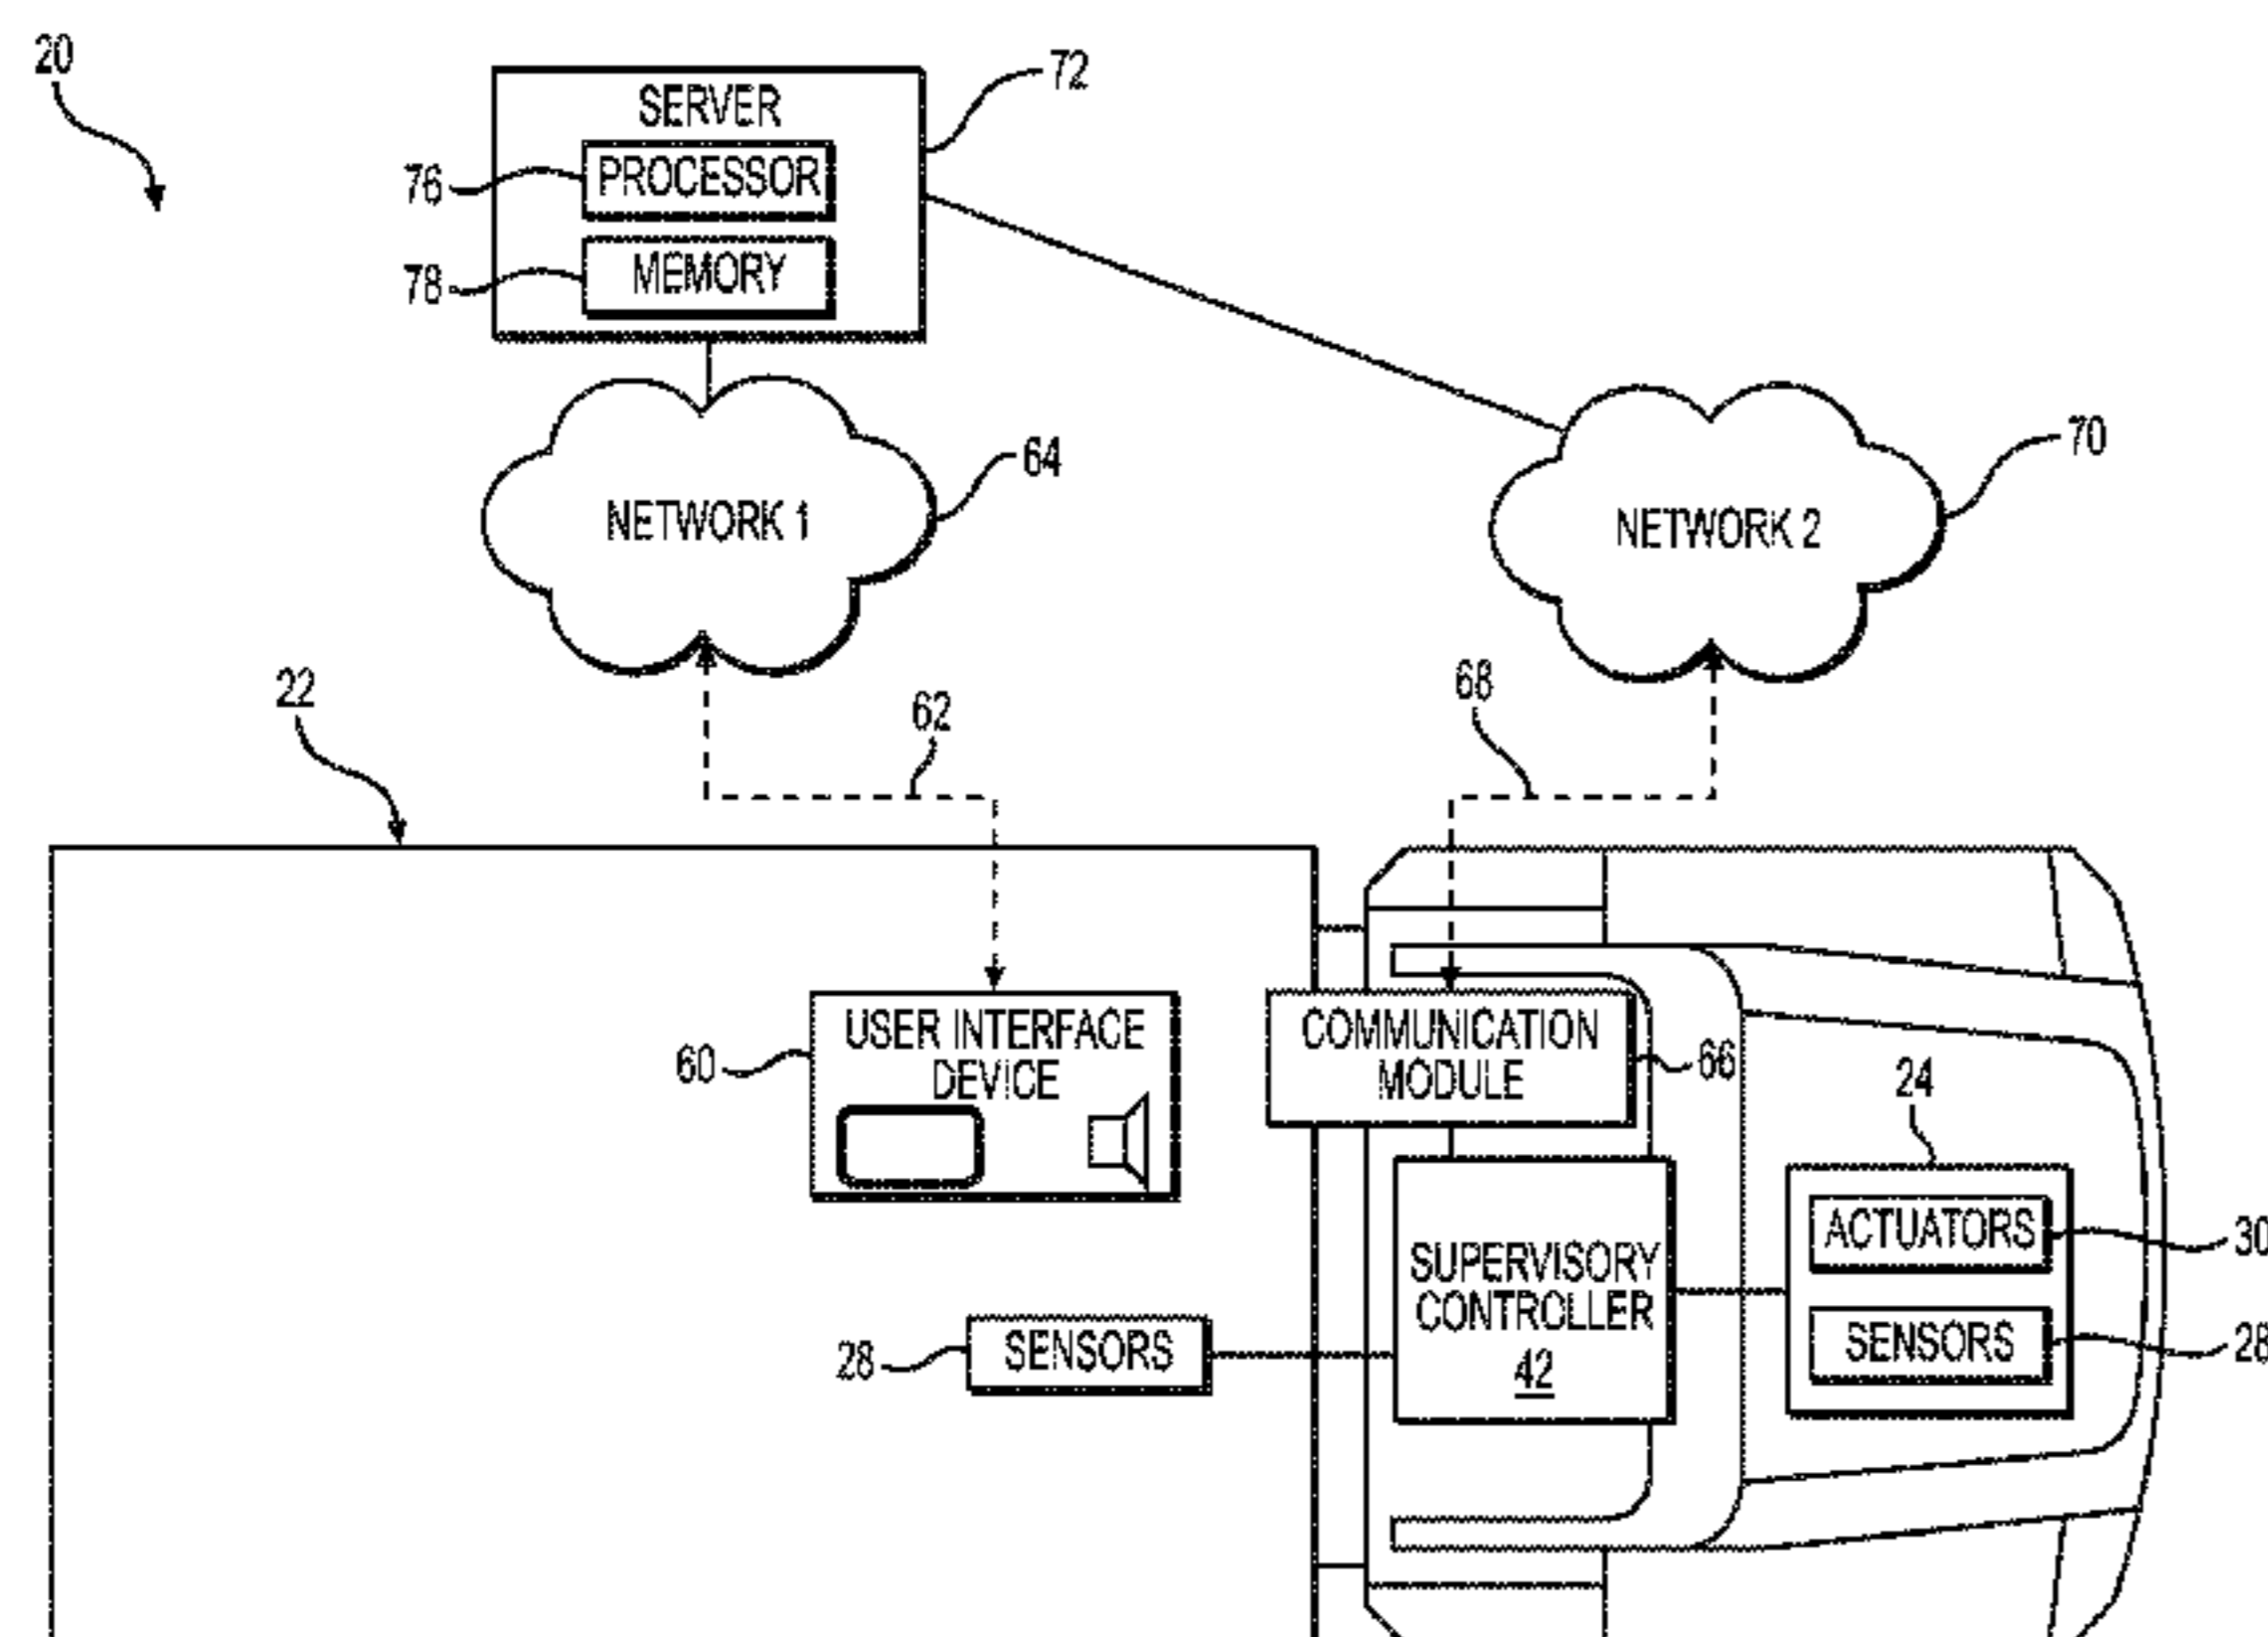 20
72
SERVER
76
PROCESSOR
78
MEMORY
64
NETWORK 1
70
NETWORK 2
22
62
68
60
USER INTERFACE
DEVICE
COMMUNICATION
MODULE
66
24
ACTUATORS
30
SUPERVISORY
CONTROLLER
42
28
SENSORS
SENSORS
28